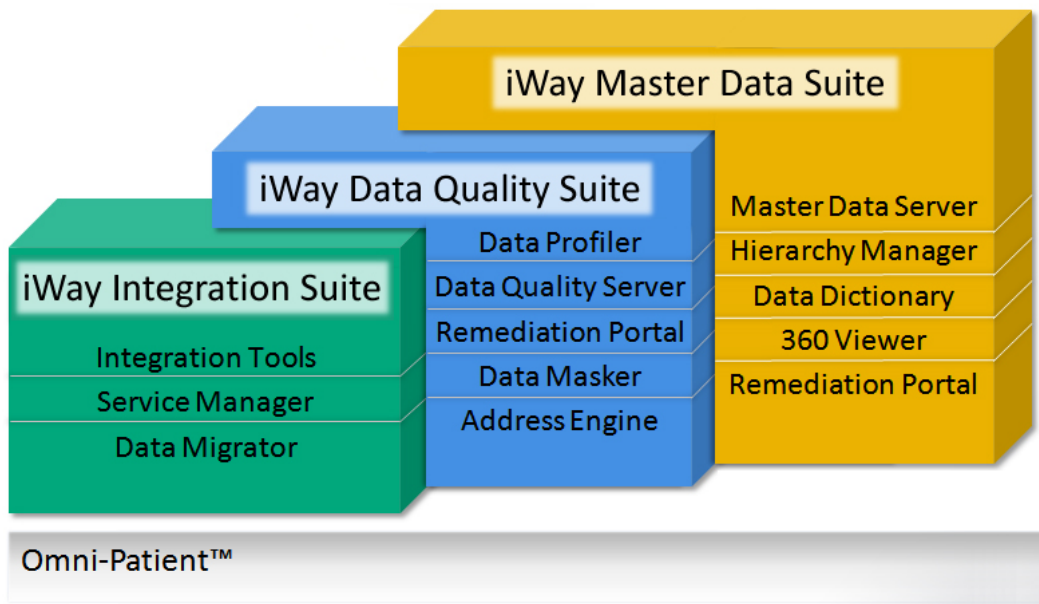 iWay Master Data Suite
Master Data Server
Hierarchy Manager
Data Dictionary
360 Viewer
Remediation Portal
iWay Data Quality Suite
Data Profiler
Data Quality Server
Remediation Portal
Data Masker
Address Engine
iWay Integration Suite
Integration Tools
Service Manager
Data Migrator
Omni-Patient™